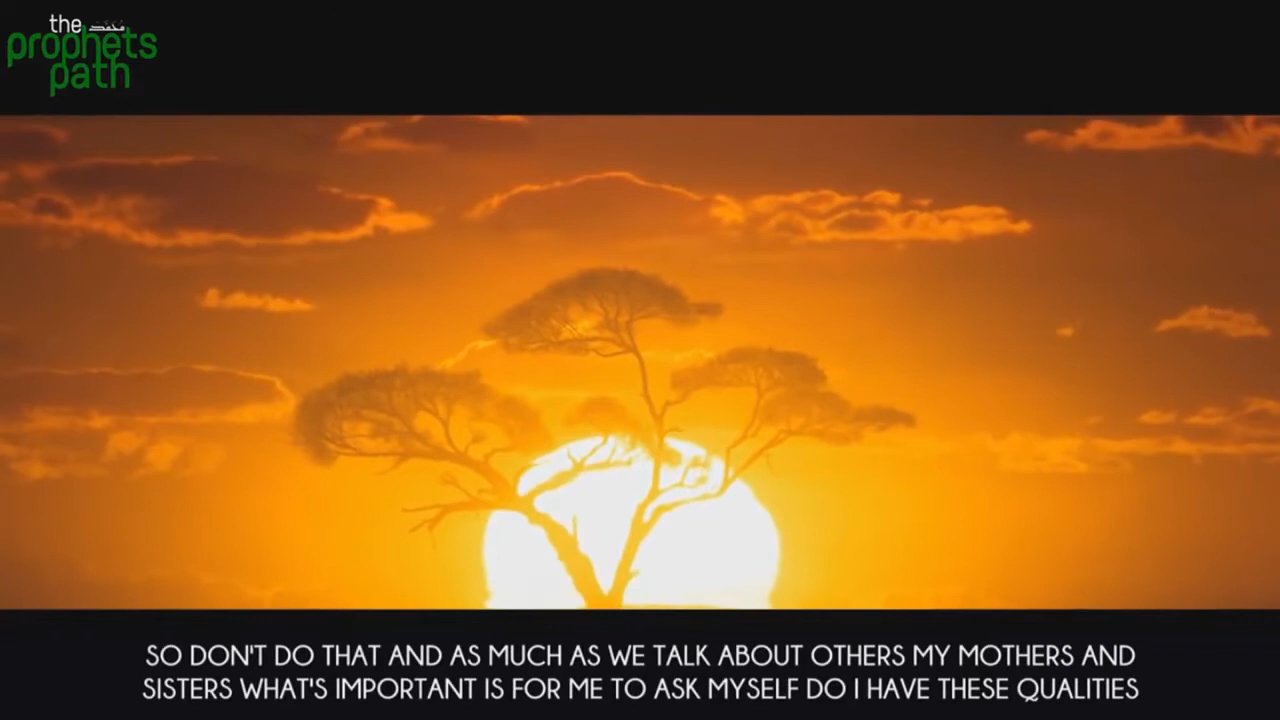 the مُحَمَّد
prophets
path
SO DON'T DO THAT AND AS MUCH AS WE TALK ABOUT OTHERS MY MOTHERS AND
SISTERS WHAT'S IMPORTANT IS FOR ME TO ASK MYSELF DO I HAVE THESE QUALITIES